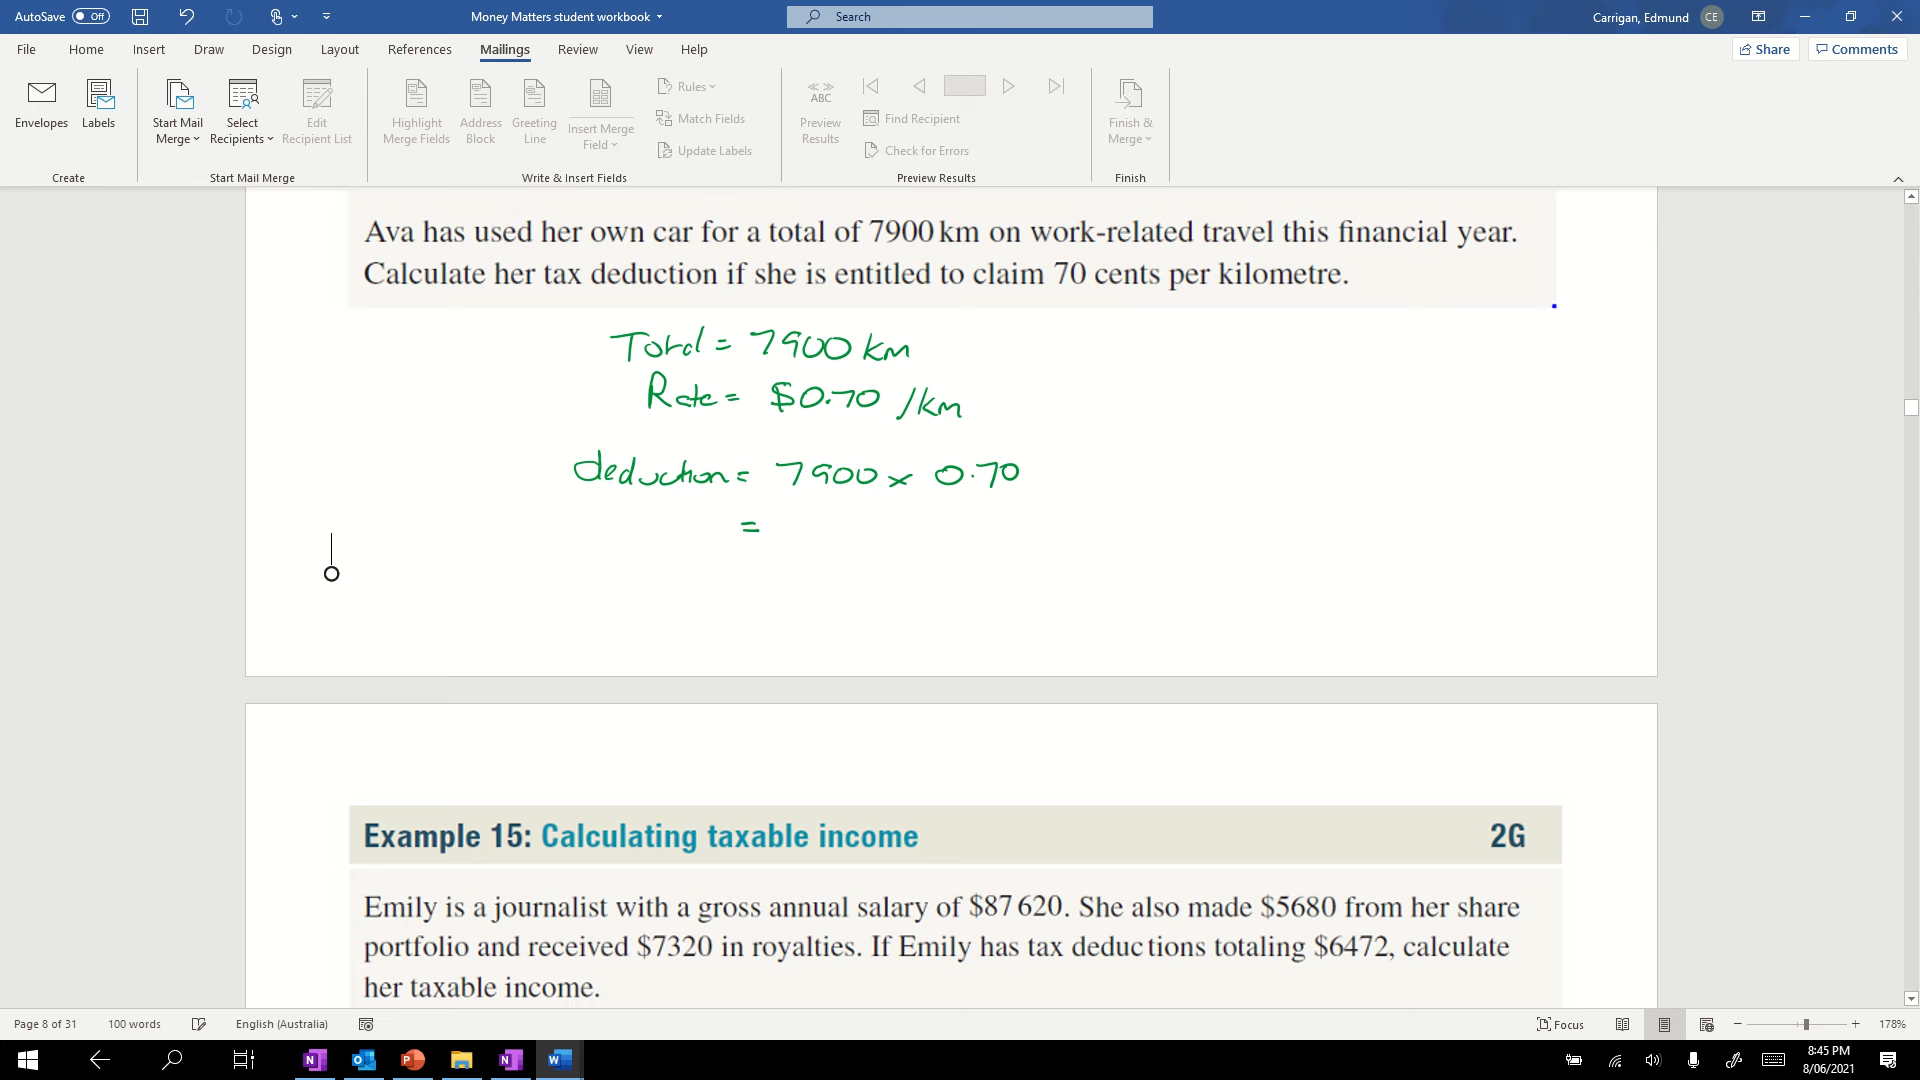 AutoSave Off
Money Matters student workbook
Search
Carrigan, Edmund CE
File Home Insert Draw Design Layout References Mailings Review View Help
Share Comments
Envelopes
Labels
Start Mail Merge
Select Recipients
Edit Recipient List
Highlight Merge Fields
Address Block
Greeting Line
Insert Merge Field
Rules
Match Fields
Update Labels
ABC
Preview Results
Find Recipient
Check for Errors
Finish & Merge
Create Start Mail Merge Write & Insert Fields Preview Results Finish
Ava has used her own car for a total of 7900 km on work-related travel this financial year.
Calculate her tax deduction if she is entitled to claim 70 cents per kilometre.
Total = 7900 km
Rate = $0.70 /km
deduction = 7900 × 0.70
=
Example 15: Calculating taxable income 2G
Emily is a journalist with a gross annual salary of $87 620. She also made $5680 from her share
portfolio and received $7320 in royalties. If Emily has tax deductions totaling $6472, calculate
her taxable income.
Page 8 of 31 100 words English (Australia) Focus 178%
8:45 PM
8/06/2021